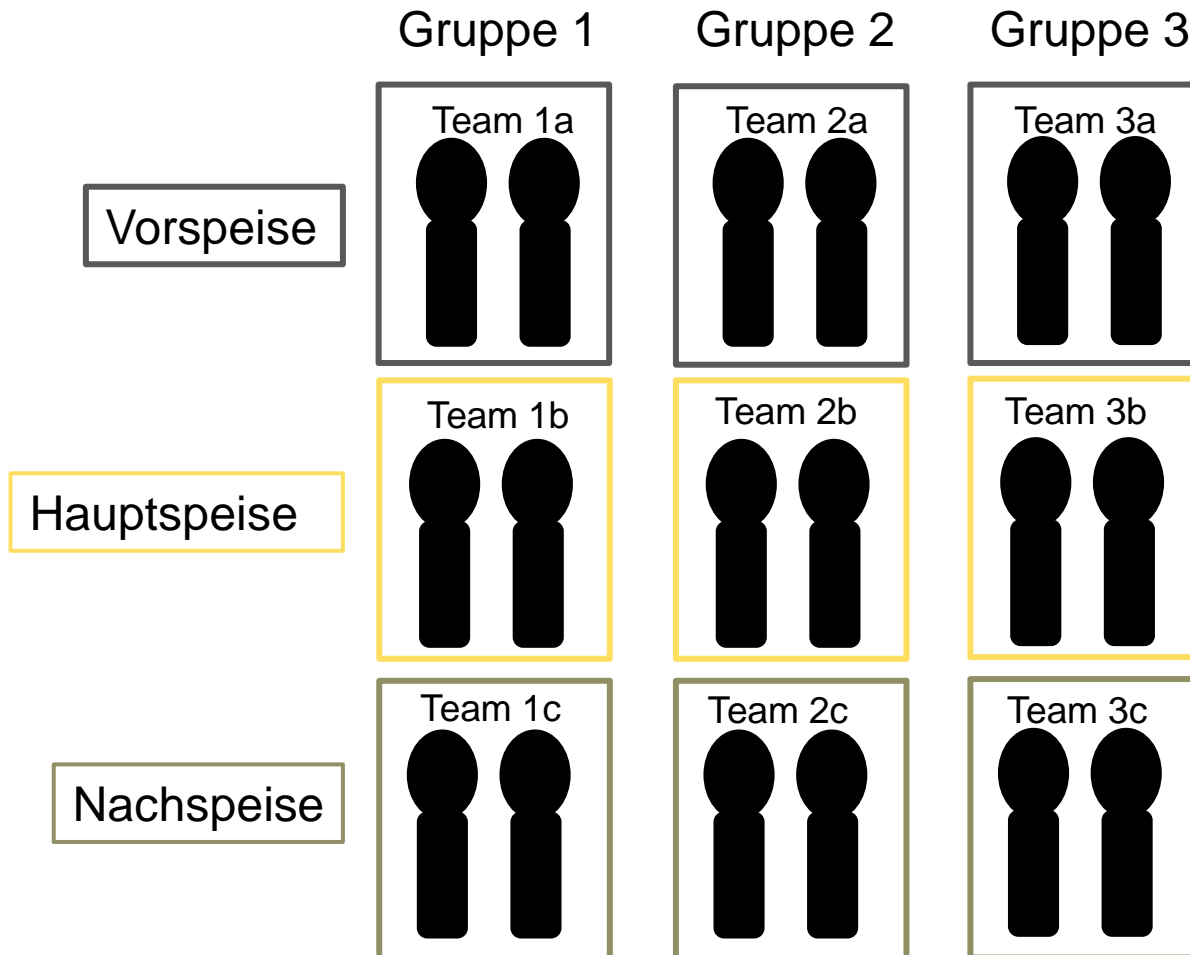 Gruppe 1 Gruppe 2 Gruppe 3
Team 1a Team 2a Team 3a
Vorspeise
Team 1b Team 2b Team 3b
Hauptspeise
Team 1c Team 2c Team 3c
Nachspeise